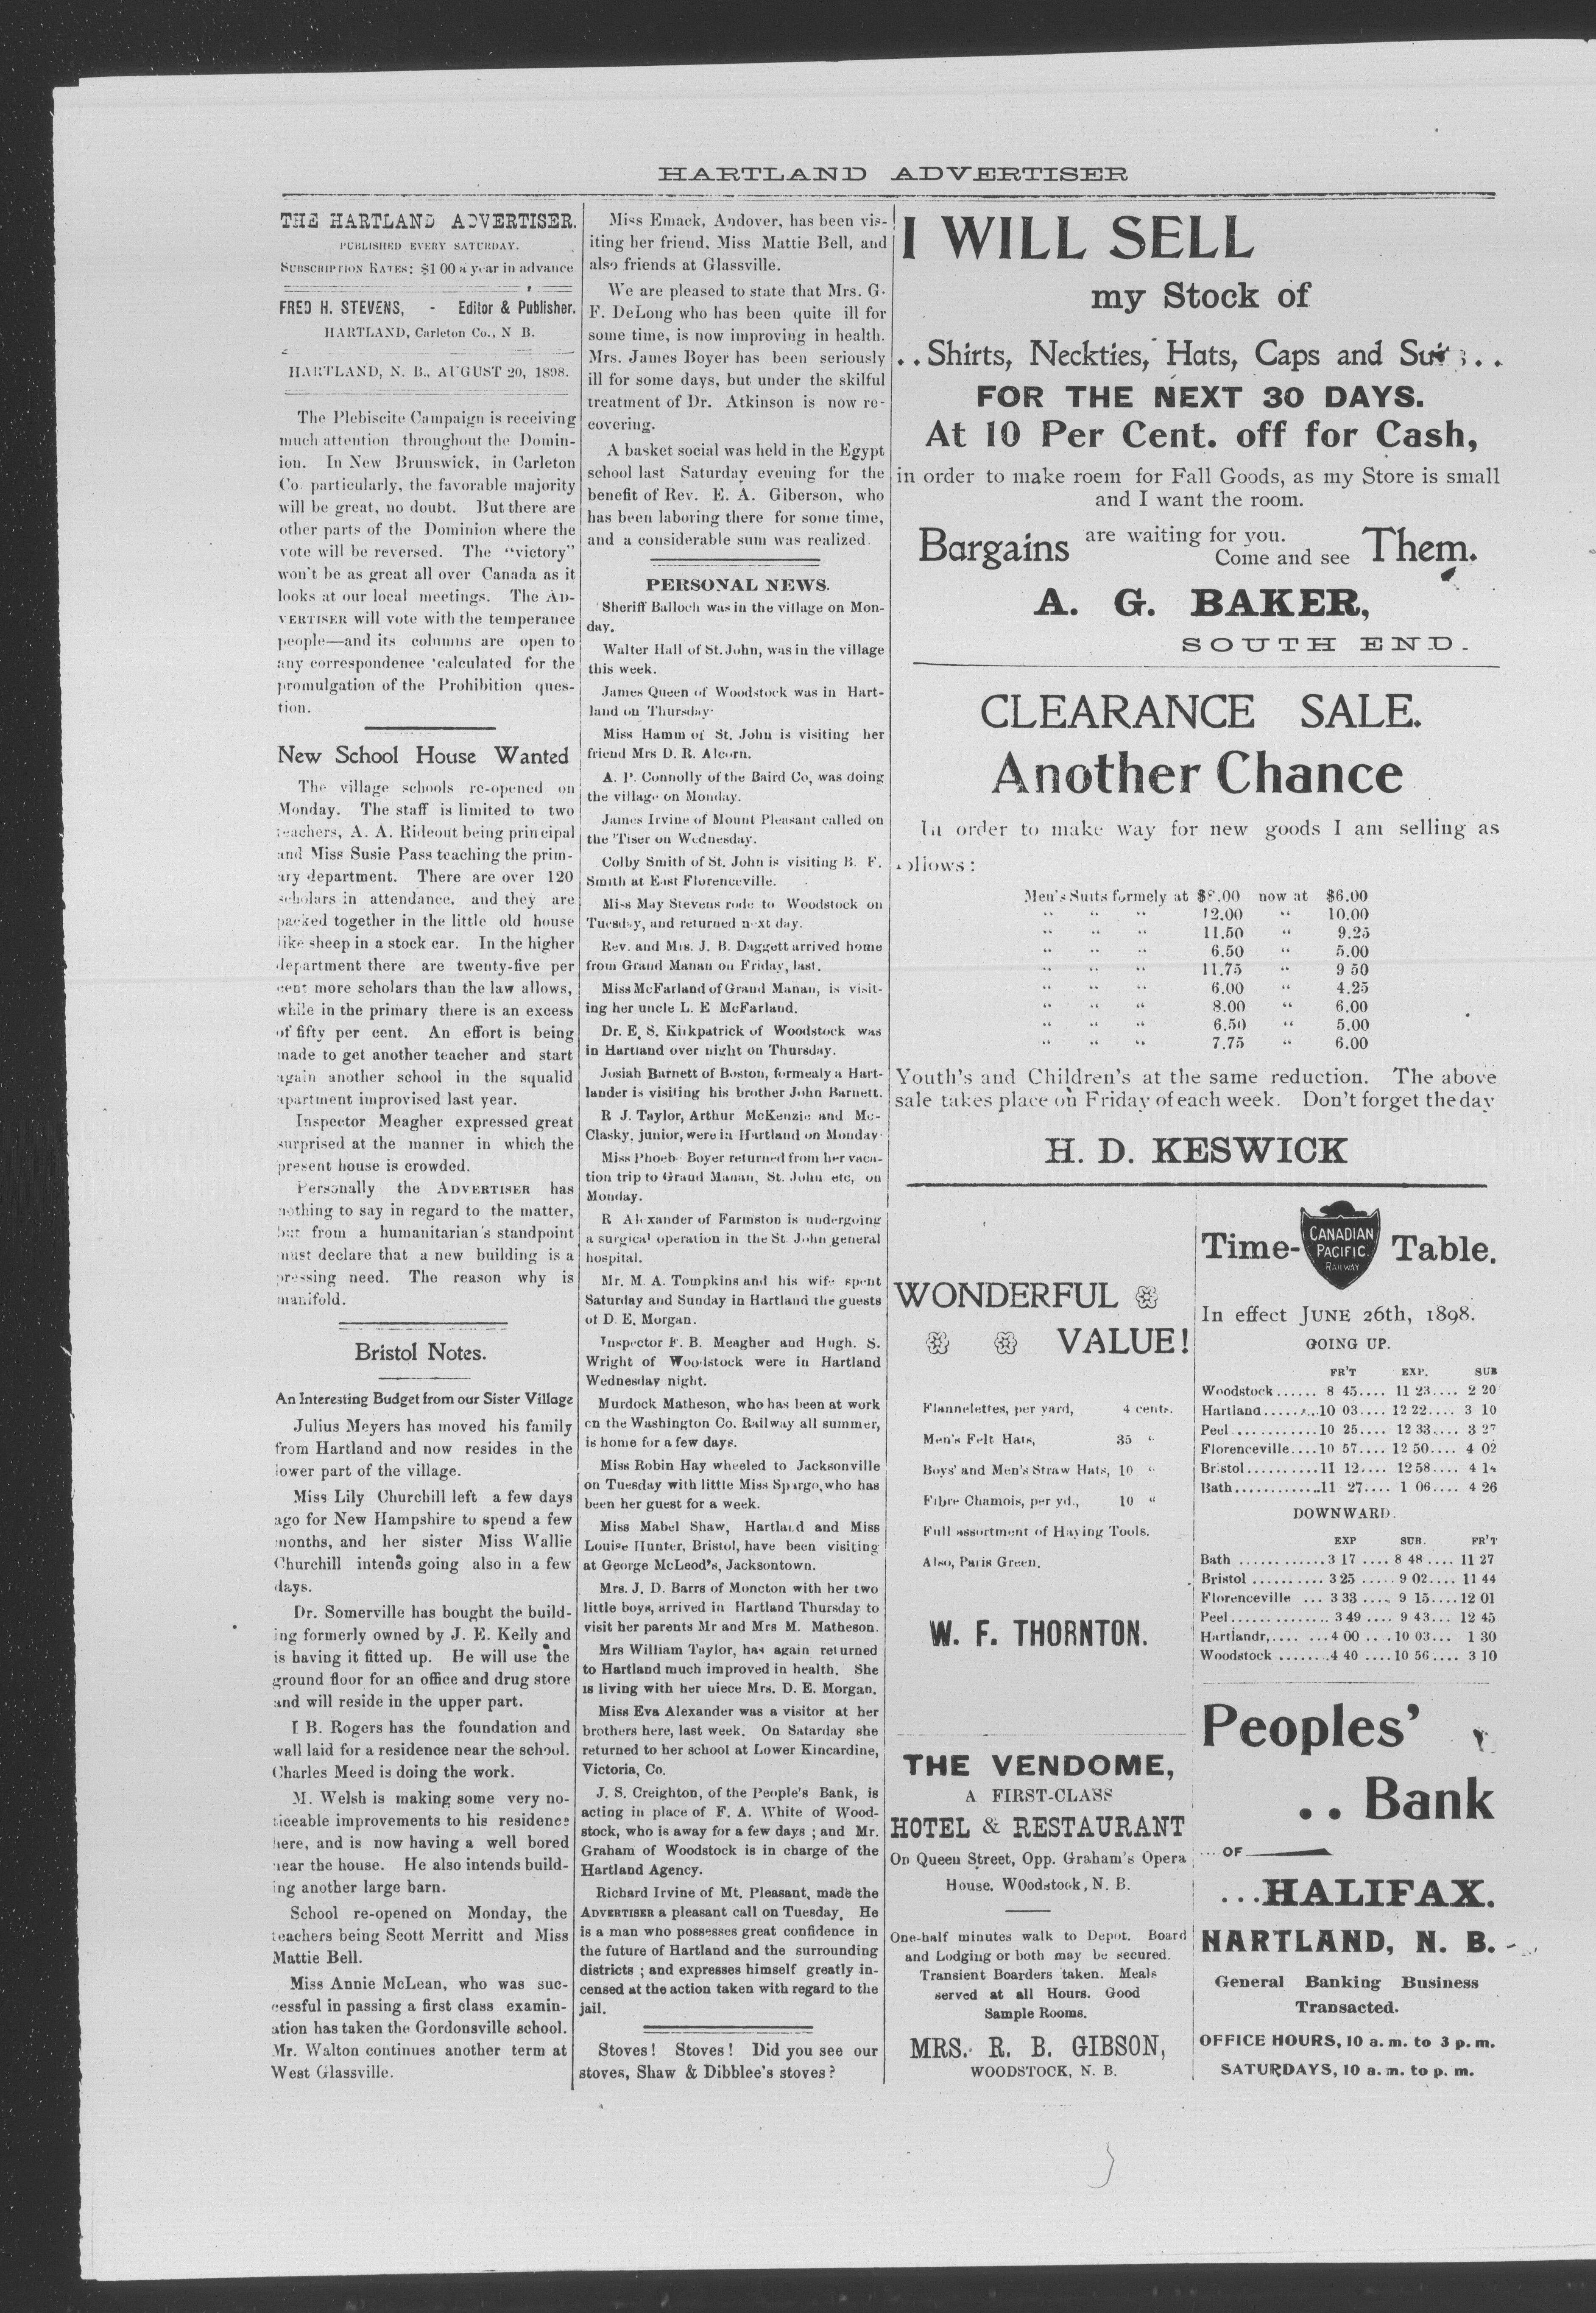 HARTLAND ADVERTISER
THE HARTLAND ADVERTISER.
PUBLISHED EVERY SATURDAY.
SUBSCRIPTION RATES: $1 00 a year in advance
FRED H. STEVENS, - Editor & Publisher.
HARTLAND, Carleton Co., N B.
HARTLAND, N. B., AUGUST 20, 1898.
The Plebiscite Campaign is receiving
much attention throughout the Domin-
ion. In New Brunswick, in Carleton
Co. particularly, the favorable majority
will be great, no doubt. But there are
other parts of the Dominion where the
vote will be reversed. The "victory"
won't be as great all over Canada as it
looks at our local meetings. The AD-
VERTISER will vote with the temperance
people—and its columns are open to
any correspondence 'calculated for the
promulgation of the Prohibition ques-
tion.
New School House Wanted
The village schools re-opened on
Monday. The staff is limited to two
teachers, A. A. Rideout being principal
and Miss Susie Pass teaching the prim-
ary department. There are over 120
scholars in attendance, and they are
packed together in the little old house
like sheep in a stock car. In the higher
department there are twenty-five per
cent more scholars than the law allows,
while in the primary there is an excess
of fifty per cent. An effort is being
made to get another teacher and start
again another school in the squalid
apartment improvised last year.
Inspector Meagher expressed great
surprised at the manner in which the
present house is crowded.
Personally the ADVERTISER has
nothing to say in regard to the matter,
but from a humanitarian's standpoint
must declare that a new building is a
pressing need. The reason why is
manifold.
Bristol Notes.
An Interesting Budget from our Sister Village
Julius Meyers has moved his family
from Hartland and now resides in the
lower part of the village.
Miss Lily Churchill left a few days
ago for New Hampshire to spend a few
months, and her sister Miss Wallie
Churchill intends going also in a few
days.
Dr. Somerville has bought the build-
ing formerly owned by J. E. Kelly and
is having it fitted up. He will use the
ground floor for an office and drug store
and will reside in the upper part.
I B. Rogers has the foundation and
wall laid for a residence near the school.
Charles Meed is doing the work.
M. Welsh is making some very no-
ticeable improvements to his residence
here, and is now having a well bored
near the house. He also intends build-
ing another large barn.
School re-opened on Monday, the
teachers being Scott Merritt and Miss
Mattie Bell.
Miss Annie McLean, who was suc-
cessful in passing a first class examin-
ation has taken the Gordonsville school.
Mr. Walton continues another term at
West Glassville.
Miss Emack, Andover, has been vis-
iting her friend, Miss Mattie Bell, and
also friends at Glassville.
We are pleased to state that Mrs. G.
F. DeLong who has been quite ill for
some time, is now improving in health.
Mrs. James Boyer has been seriously
ill for some days, but under the skilful
treatment of Dr. Atkinson is now re-
covering.
A basket social was held in the Egypt
school last Saturday evening for the
benefit of Rev. E. A. Giberson, who
has been laboring there for some time,
and a considerable sum was realized.
PERSONAL NEWS.
Sheriff Balloch was in the village on Mon-
day.
Walter Hall of St. John, was in the village
this week.
James Queen of Woodstock was in Hart-
land on Thursday.
Miss Hamm of St. John is visiting her
friend Mrs D. R. Alcorn.
A. P. Connolly of the Baird Co, was doing
the village on Monday.
James Irvine of Mount Pleasant called on
the 'Tiser on Wednesday.
Colby Smith of St. John is visiting B. F.
Smith at East Florenceville.
Miss May Stevens rode to Woodstock on
Tuesday, and returned next day.
Rev. and Mrs. J. B. Daggett arrived home
from Grand Manan on Friday, last.
Miss McFarland of Grand Manan, is visit-
ing her uncle L. E McFarland.
Dr. E. S. Kirkpatrick of Woodstock was
in Hartland over night on Thursday.
Josiah Barnett of Boston, formealy a Hart-
lander is visiting his brother John Barnett.
R J. Taylor, Arthur McKenzie and Mc-
Clasky, junior, were in Hartland on Monday.
Miss Phoebe Boyer returned from her vaca-
tion trip to Grand Manan, St. John etc, on
Monday.
R Alexander of Farmston is undergoing
a surgical operation in the St. John general
hospital.
Mr. M. A. Tompkins and his wife spent
Saturday and Sunday in Hartland the guests
of D. E. Morgan.
Inspector F. B. Meagher and Hugh. S.
Wright of Woodstock were in Hartland
Wednesday night.
Murdock Matheson, who has been at work
on the Washington Co. Railway all summer,
is home for a few days.
Miss Robin Hay wheeled to Jacksonville
on Tuesday with little Miss Spargo, who has
been her guest for a week.
Miss Mabel Shaw, Hartland and Miss
Louise Hunter, Bristol, have been visiting
at George McLeod's, Jacksontown.
Mrs. J. D. Barrs of Moncton with her two
little boys, arrived in Hartland Thursday to
visit her parents Mr and Mrs M. Matheson.
Mrs William Taylor, has again returned
to Hartland much improved in health. She
is living with her niece Mrs. D. E. Morgan.
Miss Eva Alexander was a visitor at her
brothers here, last week. On Satarday she
returned to her school at Lower Kincardine,
Victoria, Co.
J. S. Creighton, of the People's Bank, is
acting in place of F. A. White of Wood-
stock, who is away for a few days ; and Mr.
Graham of Woodstock is in charge of the
Hartland Agency.
Richard Irvine of Mt. Pleasant, made the
ADVERTISER a pleasant call on Tuesday. He
is a man who possesses great confidence in
the future of Hartland and the surrounding
districts ; and expresses himself greatly in-
censed at the action taken with regard to the
jail.
Stoves! Stoves! Did you see our
stoves, Shaw & Dibblee's stoves?
I WILL SELL
my Stock of
. . Shirts, Neckties, Hats, Caps and Suits . .
FOR THE NEXT 30 DAYS.
At 10 Per Cent. off for Cash,
in order to make roem for Fall Goods, as my Store is small
and I want the room.
Bargains are waiting for you. Come and see Them.
A. G. BAKER,
SOUTH END.
CLEARANCE SALE.
Another Chance
In order to make way for new goods I am selling as
follows :
Men's Suits formely at $8.00 now at $6.00
" " " 12.00 " 10.00
" " " 11.50 " 9.25
" " " 6.50 " 5.00
" " " 11.75 " 9 50
" " " 6.00 " 4.25
" " " 8.00 " 6.00
" " " 6.50 " 5.00
" " " 7.75 " 6.00
Youth's and Children's at the same reduction. The above
sale takes place on Friday of each week. Don't forget the day
H. D. KESWICK
WONDERFUL
VALUE!
Flannelettes, per yard, 4 cents.
Men's Felt Hats, 35 "
Boys' and Men's Straw Hats, 10 "
Fibre Chamois, per yd., 10 "
Full assortment of Haying Tools.
Also, Paris Green.
W. F. THORNTON.
THE VENDOME,
A FIRST-CLASS
HOTEL & RESTAURANT
On Queen Street, Opp. Graham's Opera
House, WOodstock, N. B.
One-half minutes walk to Depot. Board
and Lodging or both may be secured.
Transient Boarders taken. Meals
served at all Hours. Good
Sample Rooms.
MRS. R. B. GIBSON,
WOODSTOCK, N. B.
Time- CANADIAN PACIFIC RAILWAY Table.
In effect JUNE 26th, 1898.
GOING UP.
FR'T EXP. SUB
Woodstock...... 8 45.... 11 23.... 2 20
Hartland.........10 03.... 12 22.... 3 10
Peel............10 25.... 12 33.... 3 27
Florenceville....10 57.... 12 50.... 4 02
Bristol..........11 12.... 12 58.... 4 14
Bath............11 27.... 1 06.... 4 26
DOWNWARD.
EXP SUB. FR'T
Bath ............3 17 .... 8 48 .... 11 27
Bristol .......... 3 25 ..... 9 02.... 11 44
Florenceville ... 3 33 ..... 9 15....12 01
Peel.............. 3 49 .... 9 43... 12 45
Hartlandr,.... ...4 00 ....10 03... 1 30
Woodstock ........4 40 ....10 56.... 3 10
Peoples'
.. Bank
... OF
...HALIFAX.
HARTLAND, N. B.
General Banking Business
Transacted.
OFFICE HOURS, 10 a. m. to 3 p. m.
SATURDAYS, 10 a. m. to p. m.